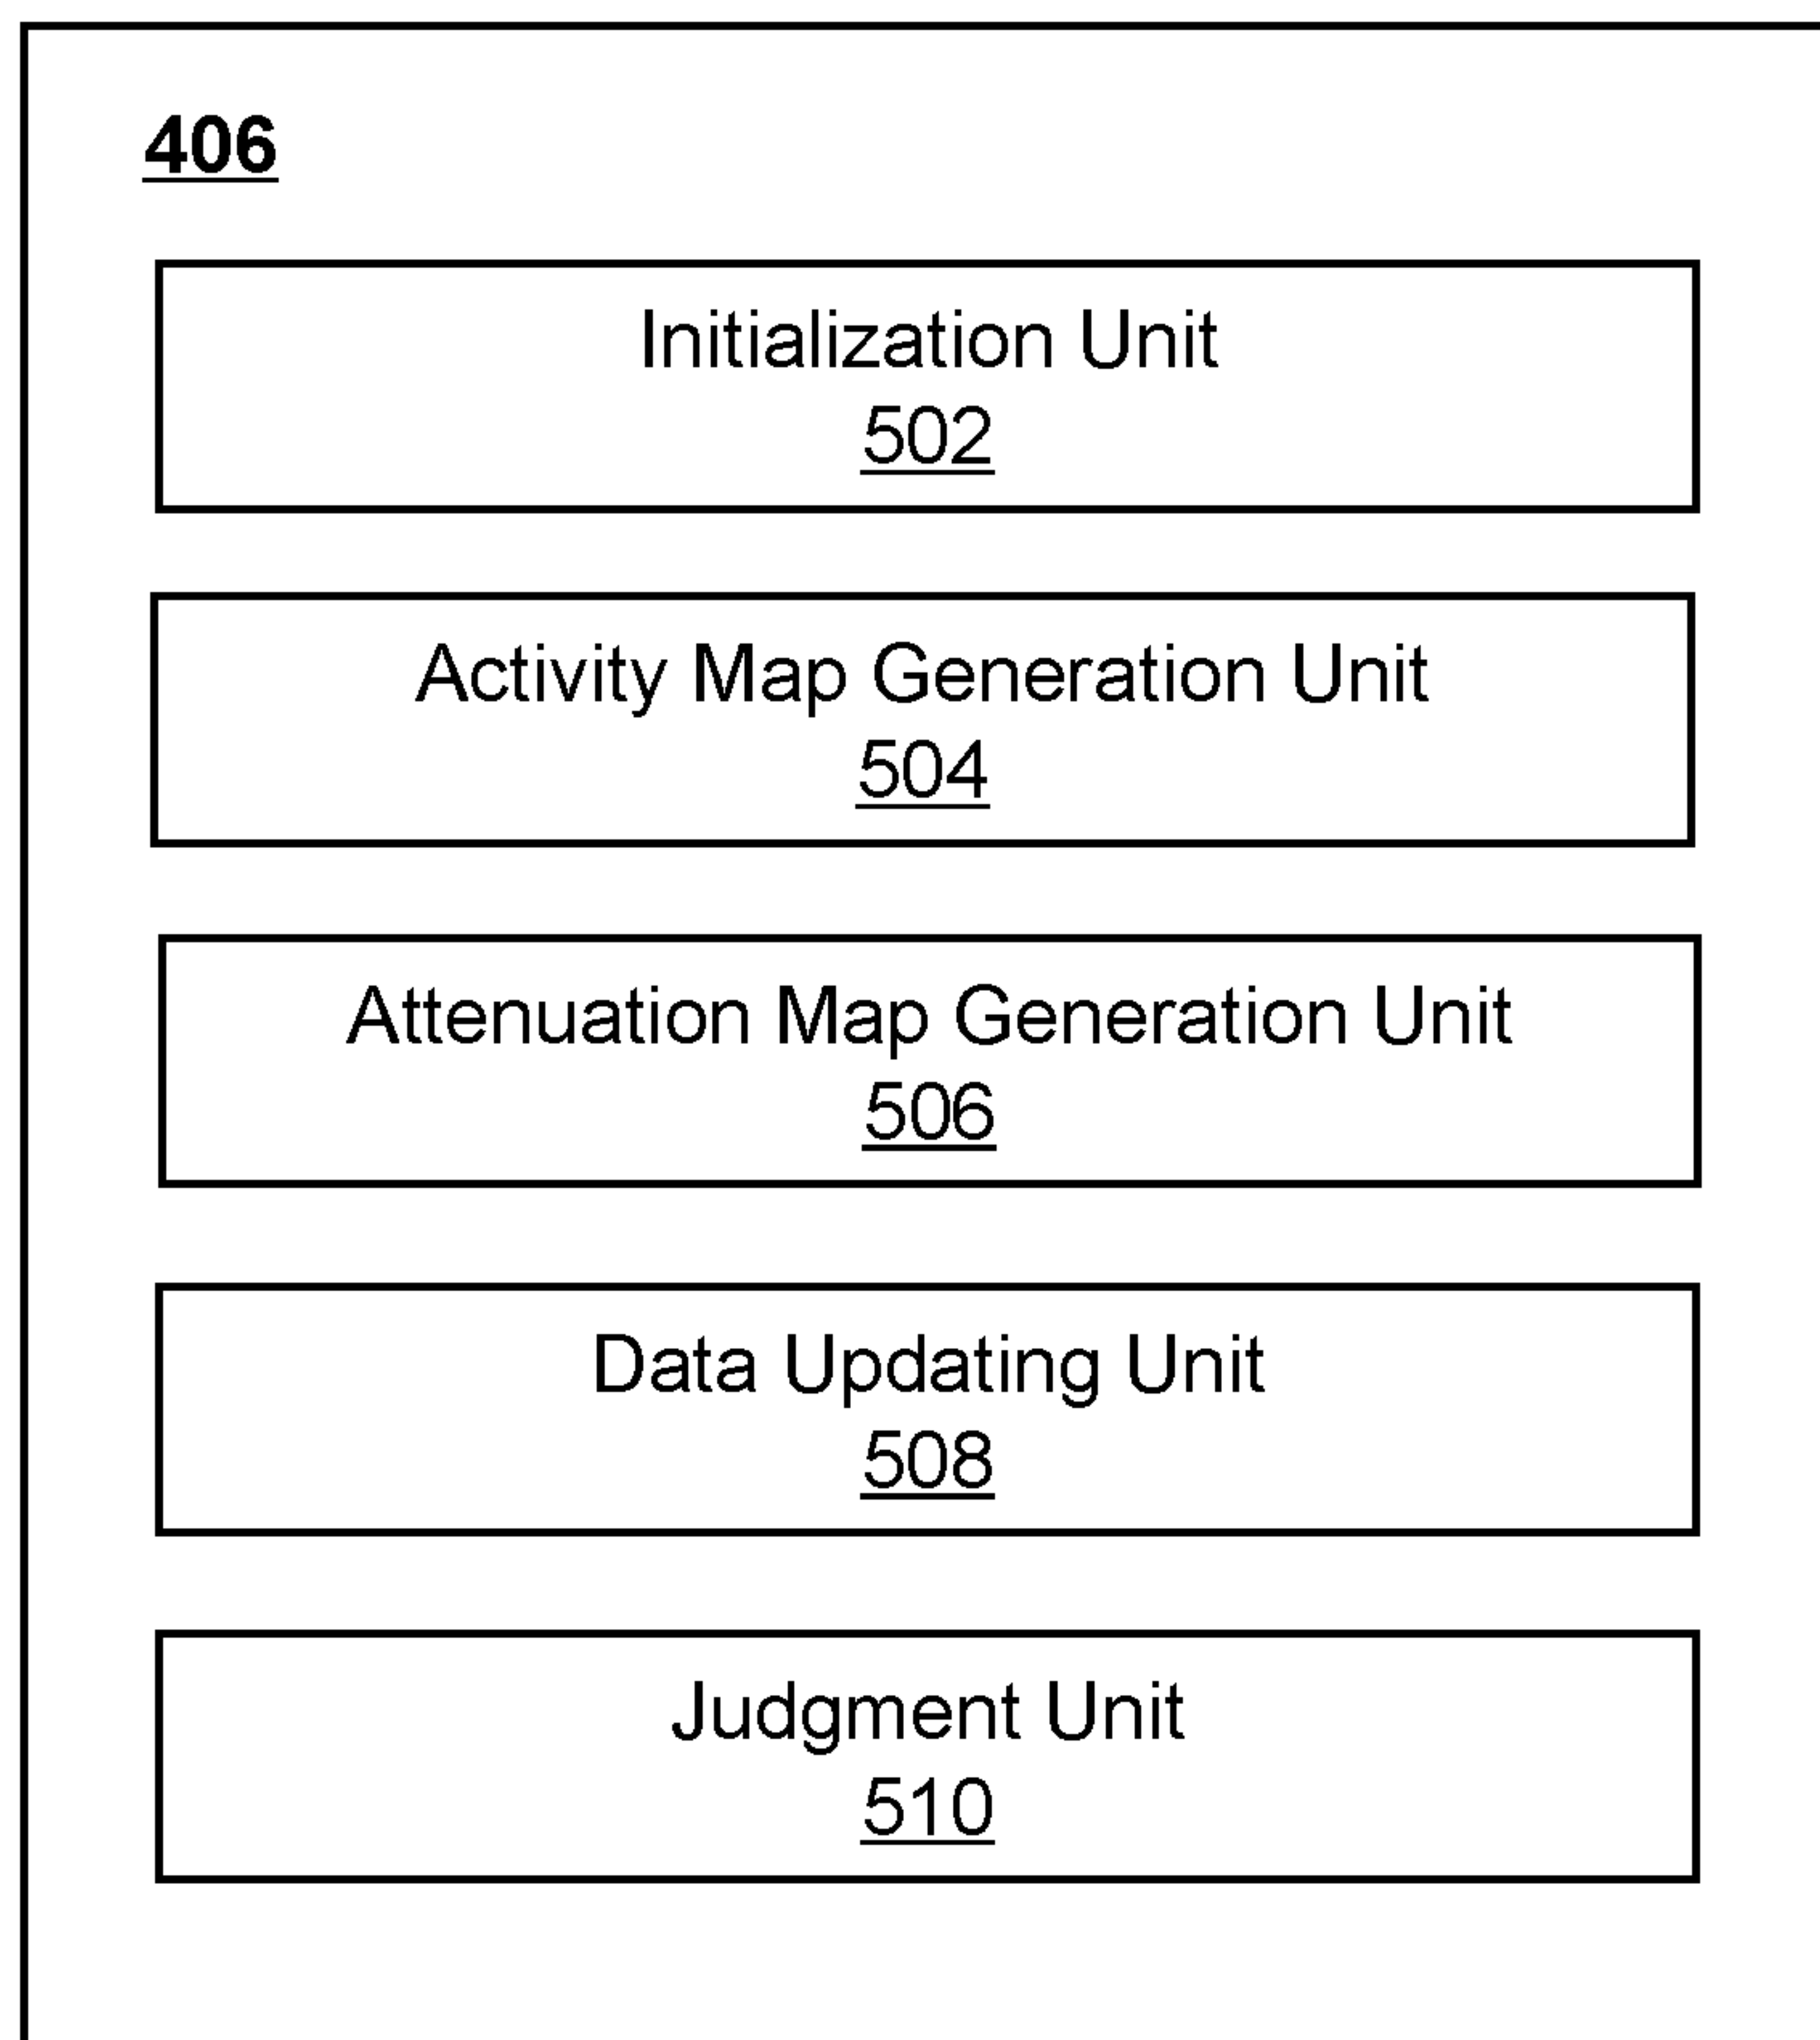 406
Initialization Unit
502
Activity Map Generation Unit
504
Attenuation Map Generation Unit
506
Data Updating Unit
508
Judgment Unit
510